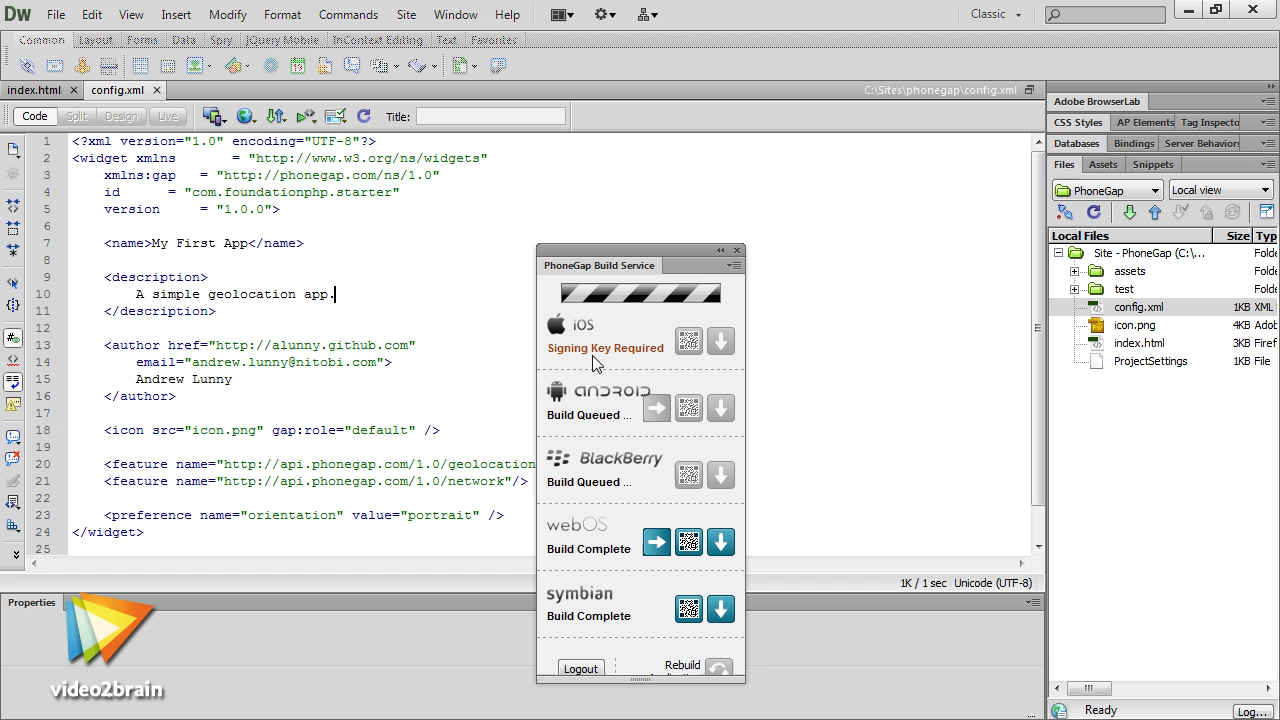 Dw File Edit View Insert Modify Format Commands Site Window Help Classic
Common Layout Forms Data Spry jQuery Mobile InContext Editing Text Favorites
index.html config.xml C:\Sites\phonegap\config.xml
Code Split Design Live Title:
1 <?xml version="1.0" encoding="UTF-8"?>
2 <widget xmlns = "http://www.w3.org/ns/widgets"
3 xmlns:gap = "http://phonegap.com/ns/1.0"
4 id = "com.foundationphp.starter"
5 version = "1.0.0">
6
7 <name>My First App</name>
8
9 <description>
10 A simple geolocation app.
11 </description>
12
13 <author href="http://alunny.github.com"
14 email="andrew.lunny@nitobi.com">
15 Andrew Lunny
16 </author>
17
18 <icon src="icon.png" gap:role="default" />
19
20 <feature name="http://api.phonegap.com/1.0/geolocation
21 <feature name="http://api.phonegap.com/1.0/network"/>
22
23 <preference name="orientation" value="portrait" />
24 </widget>
25
1K / 1 sec Unicode (UTF-8)
Properties
video2brain
PhoneGap Build Service
iOS
Signing Key Required
android
Build Queued ...
BlackBerry
Build Queued ...
webOS
Build Complete
symbian
Build Complete
Logout Rebuild
Adobe BrowserLab
CSS Styles AP Elements Tag Inspecto
Databases Bindings Server Behaviors
Files Assets Snippets
PhoneGap Local view
Local Files Size Typ
Site - PhoneGap (C:\... Folde
assets Folde
test Folde
config.xml 1KB XML
icon.png 4KB Adob
index.html 3KB Firef
ProjectSettings 1KB File
Ready Log...